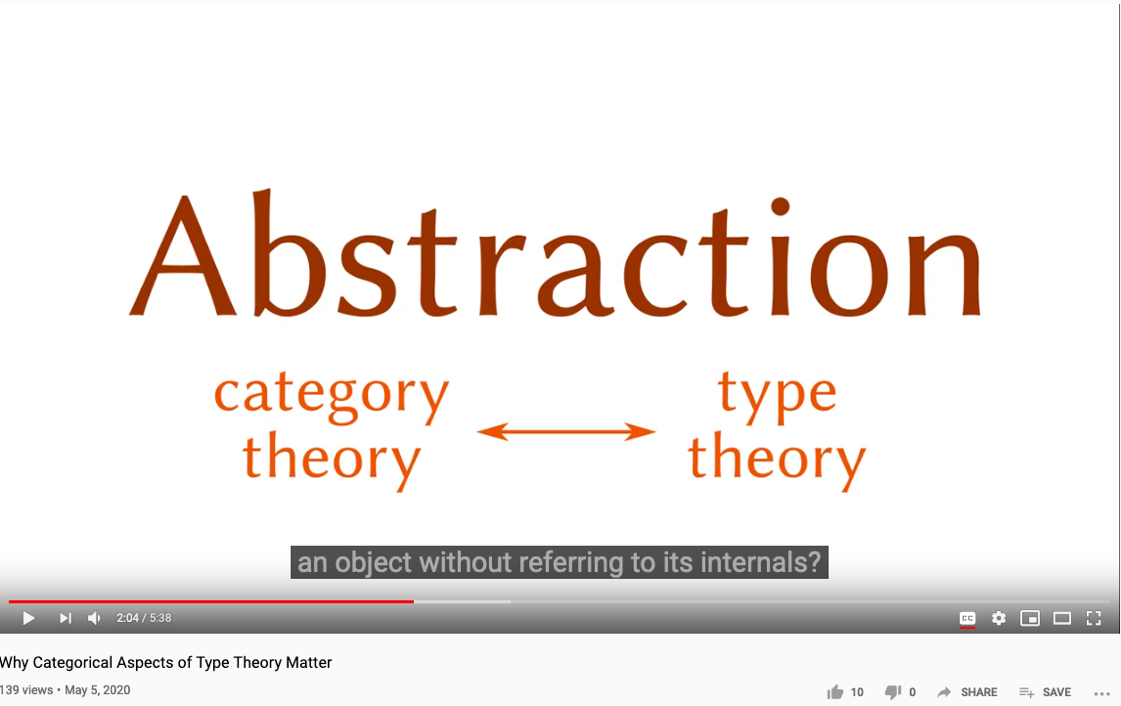 Abstraction
category type
theory theory
an object without referring to its internals?
2:04 / 5:38
CC
Why Categorical Aspects of Type Theory Matter
139 views • May 5, 2020
10 0 SHARE SAVE